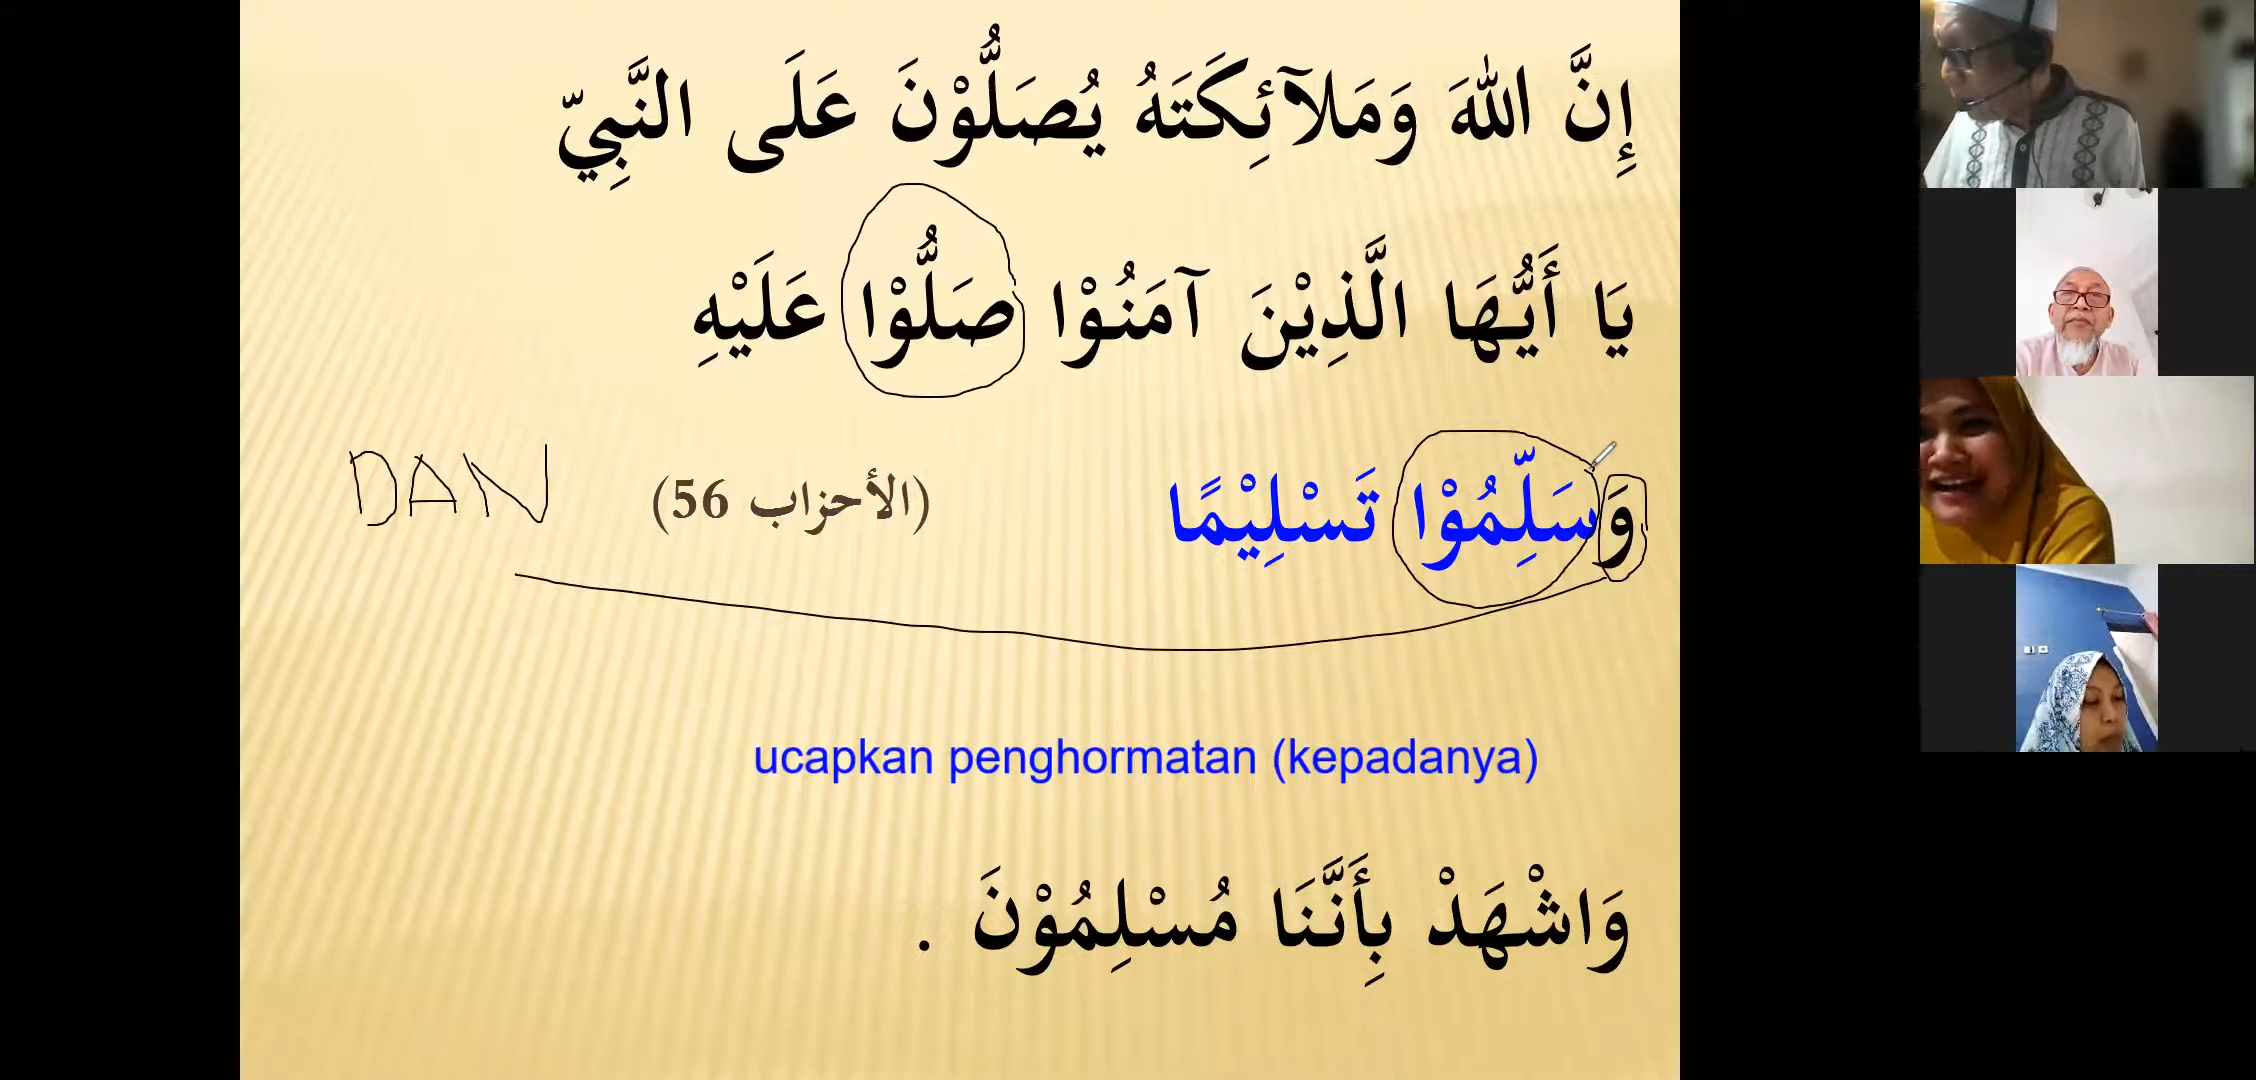 إِنَّ اللهَ وَمَلآئِكَتَهُ يُصَلُّوْنَ عَلَى النَّبِيّ
يَا أَيُّهَا الَّذِيْنَ آمَنُوْا صَلُّوْا عَلَيْهِ
وَسَلِّمُوْا تَسْلِيْمًا (الأحزاب 56) DAN
ucapkan penghormatan (kepadanya)
وَاشْهَدْ بِأَنَّنَا مُسْلِمُوْنَ .